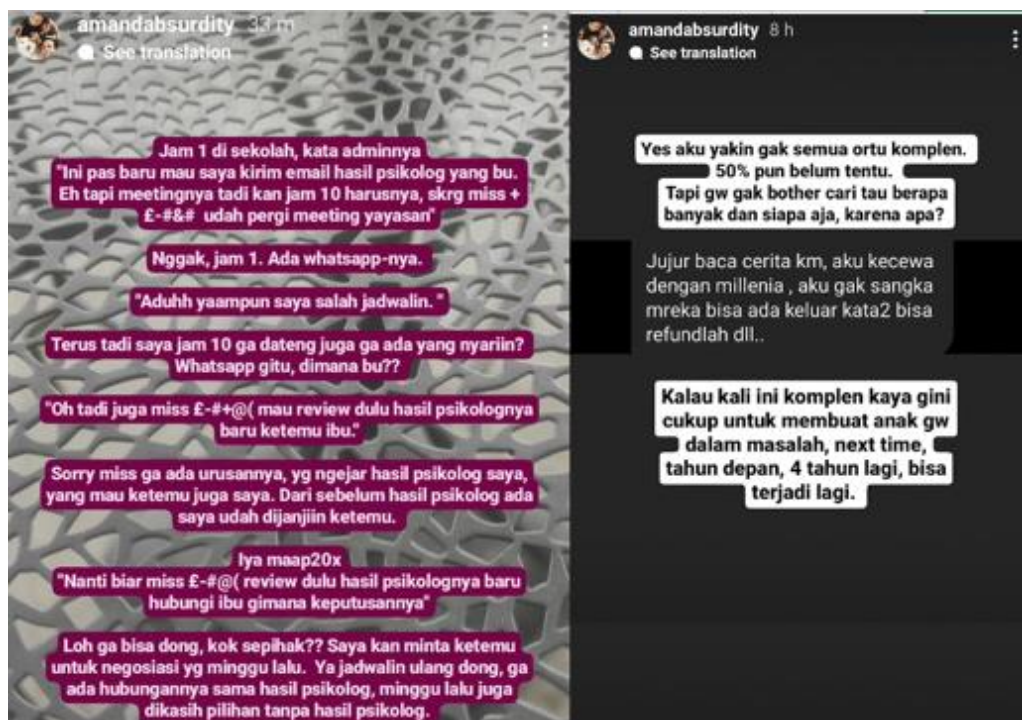 amandabsurdity 33 m
See translation
Jam 1 di sekolah, kata adminnya
"Ini pas baru mau saya kirim email hasil psikolog yang bu.
Eh tapi meetingnya tadi kan jam 10 harusnya, skrg miss +
£-#&# udah pergi meeting yayasan"
Nggak, jam 1. Ada whatsapp-nya.
"Aduhh yaampun saya salah jadwalin. "
Terus tadi saya jam 10 ga dateng juga ga ada yang nyariin?
Whatsapp gitu, dimana bu??
"Oh tadi juga miss £-#+@( mau review dulu hasil psikolognya
baru ketemu ibu."
Sorry miss ga ada urusannya, yg ngejar hasil psikolog saya,
yang mau ketemu juga saya. Dari sebelum hasil psikolog ada
saya udah dijanjiin ketemu.
Iya maap20x
"Nanti biar miss £-#@( review dulu hasil psikolognya baru
hubungi ibu gimana keputusannya"
Loh ga bisa dong, kok sepihak?? Saya kan minta ketemu
untuk negosiasi yg minggu lalu. Ya jadwalin ulang dong, ga
ada hubungannya sama hasil psikolog, minggu lalu juga
dikasih pilihan tanpa hasil psikolog.
amandabsurdity 8 h
See translation
Yes aku yakin gak semua ortu komplen.
50% pun belum tentu.
Tapi gw gak bother cari tau berapa
banyak dan siapa aja, karena apa?
Jujur baca cerita km, aku kecewa
dengan millenia , aku gak sangka
mreka bisa ada keluar kata2 bisa
refundlah dll..
Kalau kali ini komplen kaya gini
cukup untuk membuat anak gw
dalam masalah, next time,
tahun depan, 4 tahun lagi, bisa
terjadi lagi.